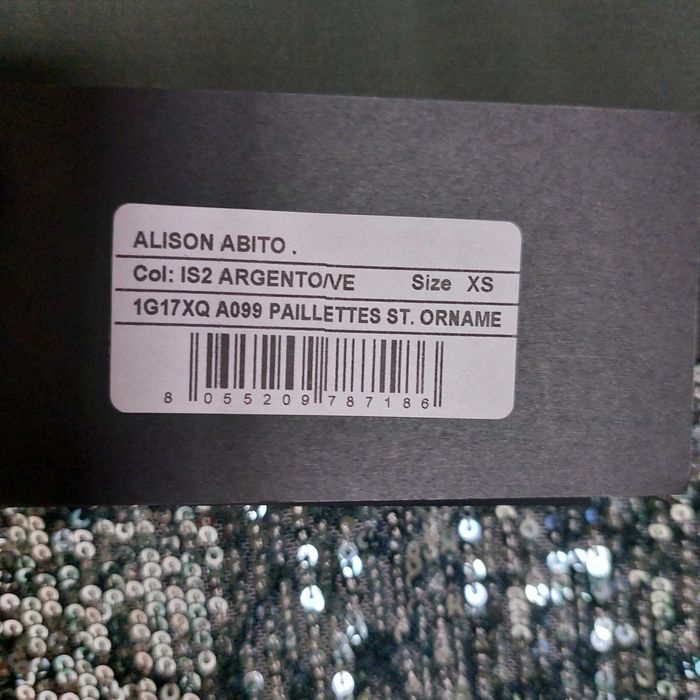 ALISON ABITO .
Col: IS2 ARGENTO/VE Size XS
1G17XQ A099 PAILLETTES ST. ORNAME
8 055209 787186